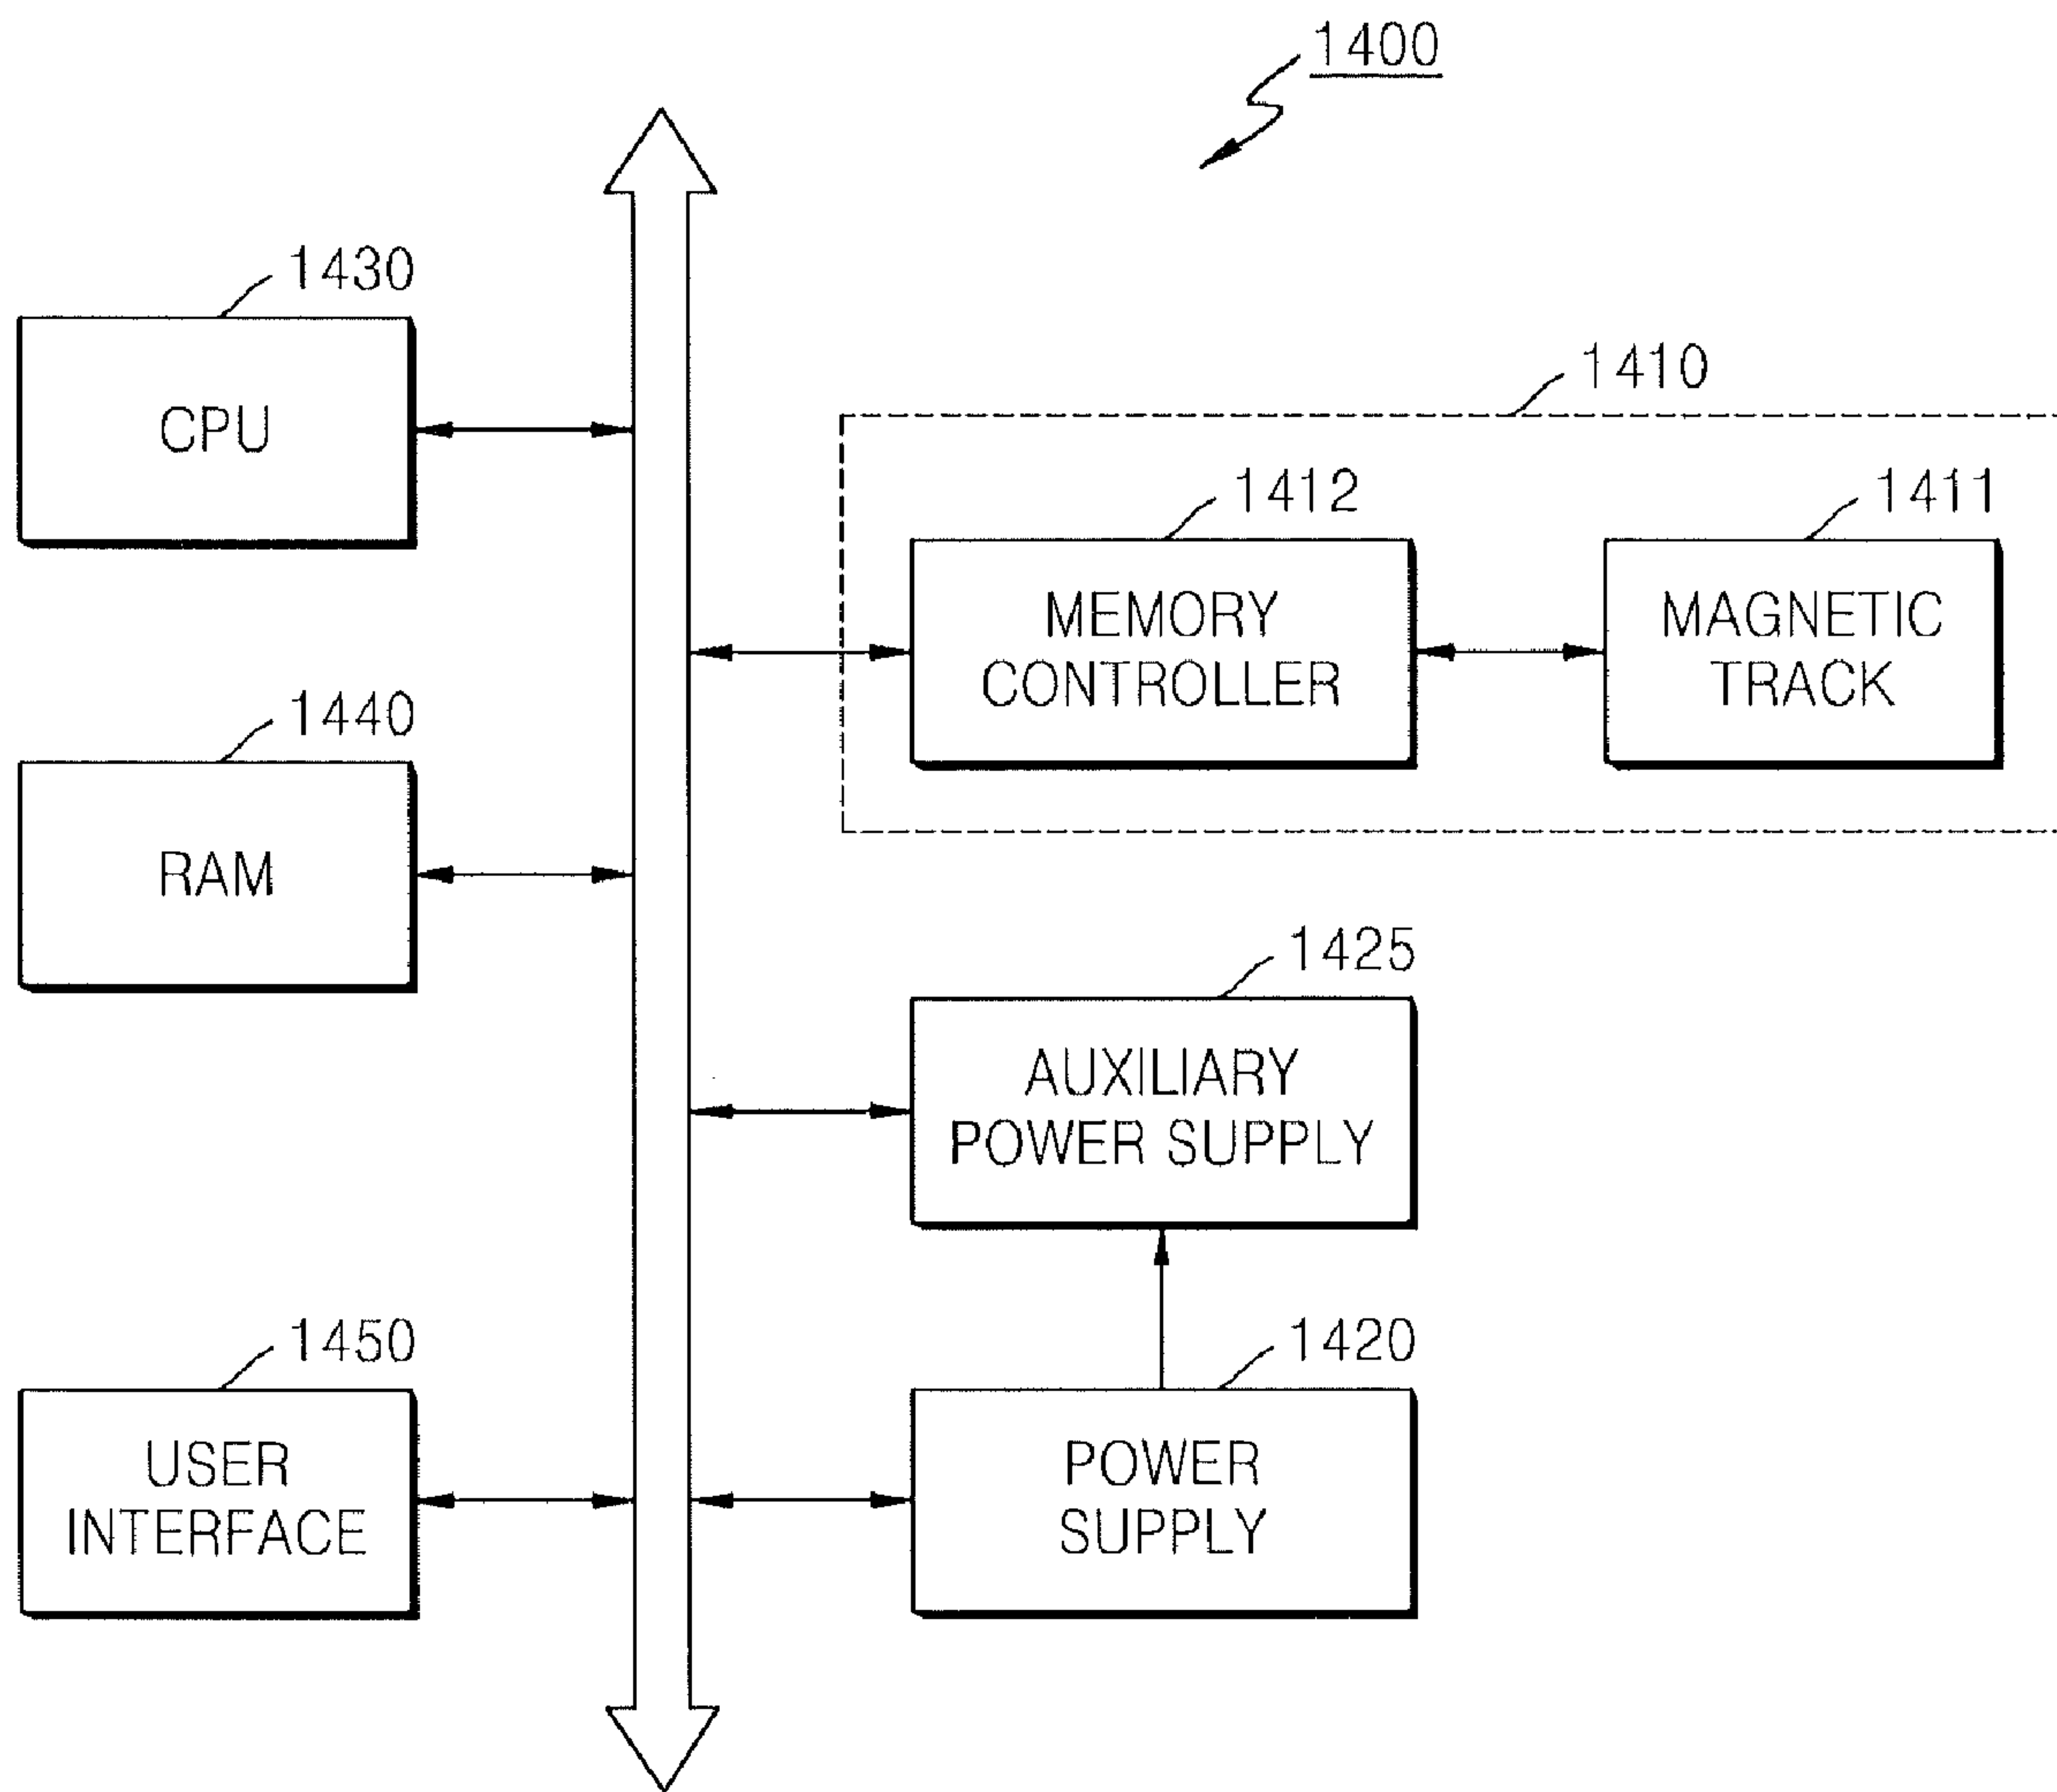 1400
1430
CPU
1410
1412
MEMORY
CONTROLLER
1411
MAGNETIC
TRACK
1440
RAM
1425
AUXILIARY
POWER SUPPLY
1450
USER
INTERFACE
1420
POWER
SUPPLY